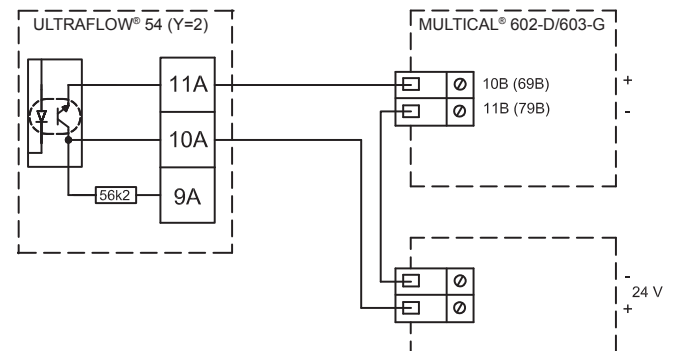 ULTRAFLOW® 54 (Y=2)
MULTICAL® 602-D/603-G
11A
10A
9A
56k2
10B (69B)
11B (79B)
+
-
-
24 V
+